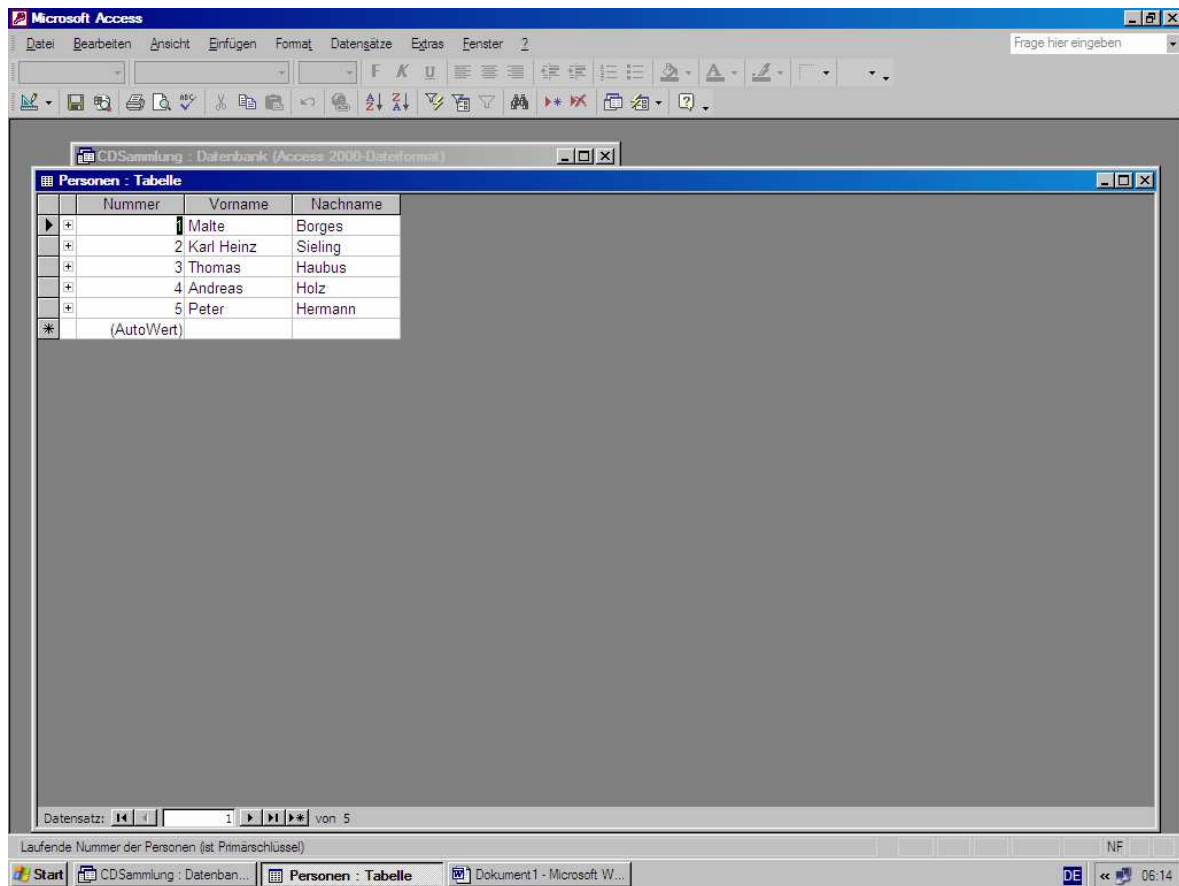 Microsoft Access
Datei Bearbeiten Ansicht Einfügen Format Datensätze Extras Fenster ? Frage hier eingeben
F K U
CDSammlung : Datenbank (Access 2000-Dateiformat)
Personen : Tabelle
Nummer Vorname Nachname
1 Malte Borges
2 Karl Heinz Sieling
3 Thomas Haubus
4 Andreas Holz
5 Peter Hermann
(AutoWert)
Datensatz: 1 von 5
Laufende Nummer der Personen (ist Primärschlüssel) NF
Start CDSammlung : Datenban... Personen : Tabelle Dokument1 - Microsoft W... DE « 06:14